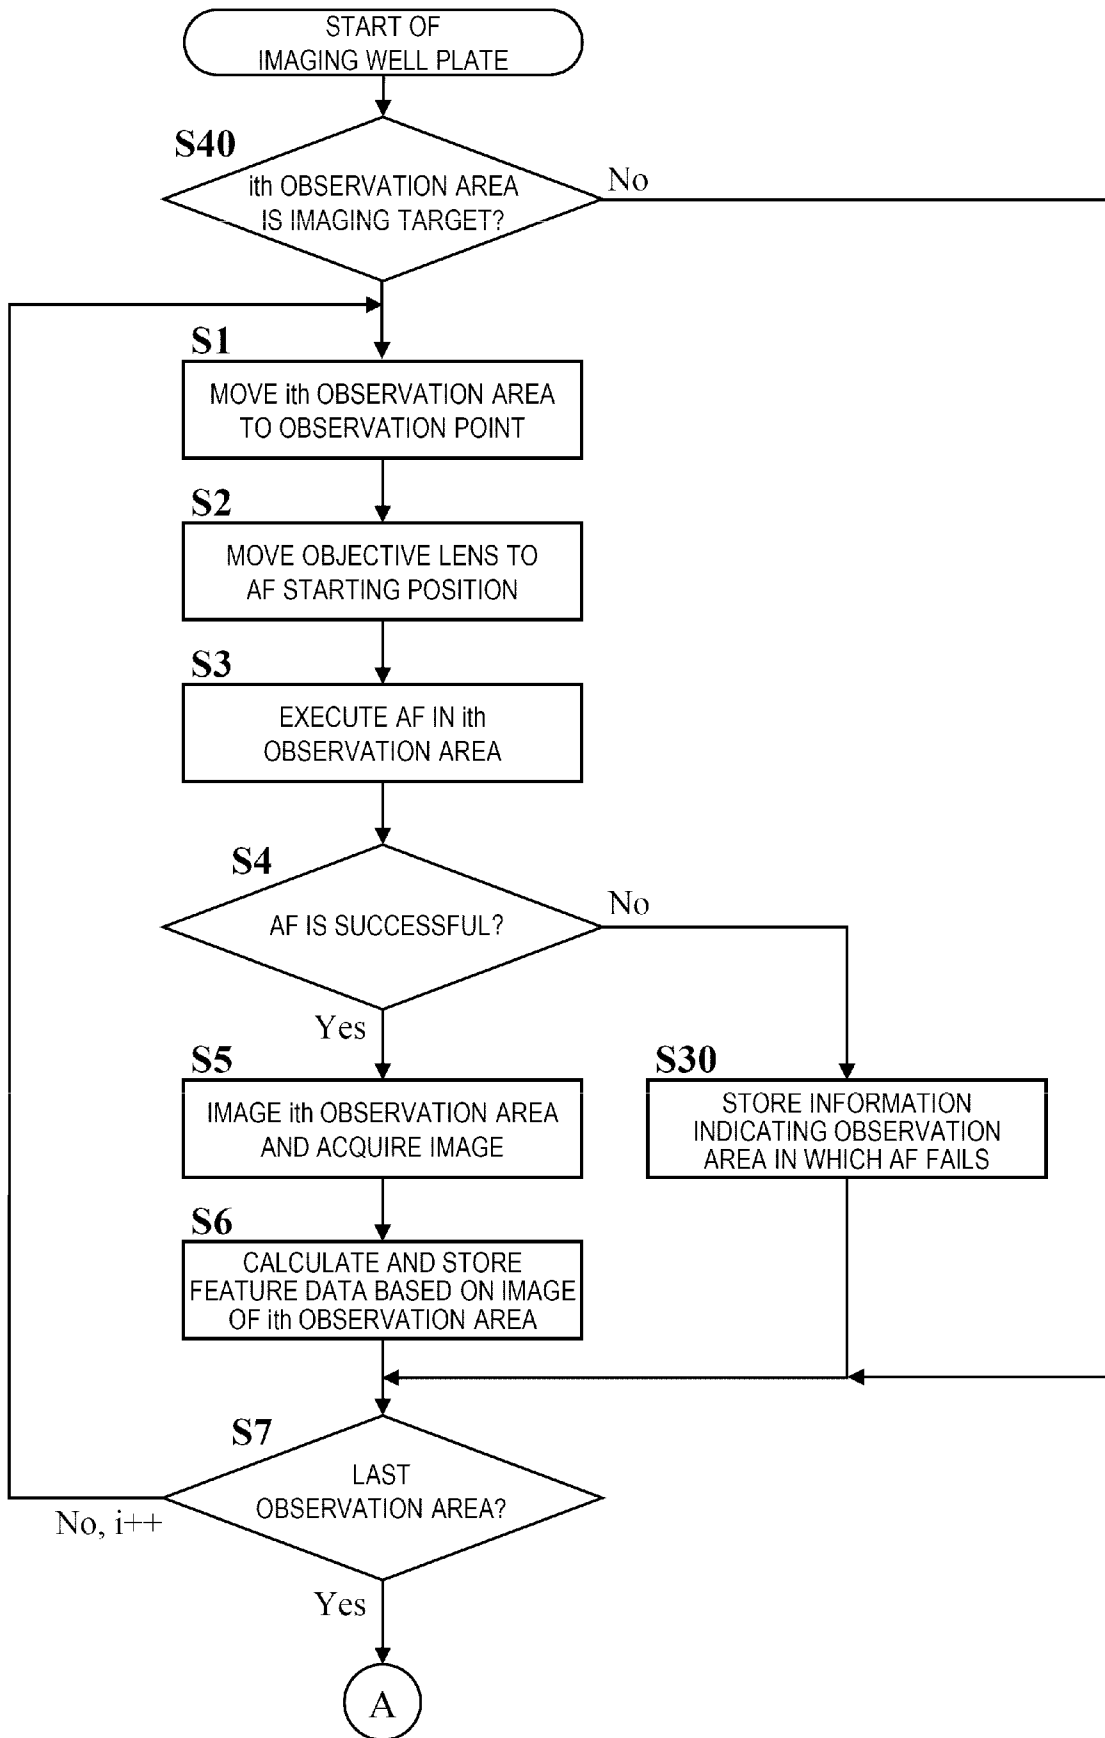 START OF
IMAGING WELL PLATE
S40
ith OBSERVATION AREA
IS IMAGING TARGET?
No
S1
MOVE ith OBSERVATION AREA
TO OBSERVATION POINT
S2
MOVE OBJECTIVE LENS TO
AF STARTING POSITION
S3
EXECUTE AF IN ith
OBSERVATION AREA
S4
AF IS SUCCESSFUL?
No
Yes
S5
IMAGE ith OBSERVATION AREA
AND ACQUIRE IMAGE
S30
STORE INFORMATION
INDICATING OBSERVATION
AREA IN WHICH AF FAILS
S6
CALCULATE AND STORE
FEATURE DATA BASED ON IMAGE
OF ith OBSERVATION AREA
S7
LAST
OBSERVATION AREA?
No, i++
Yes
A